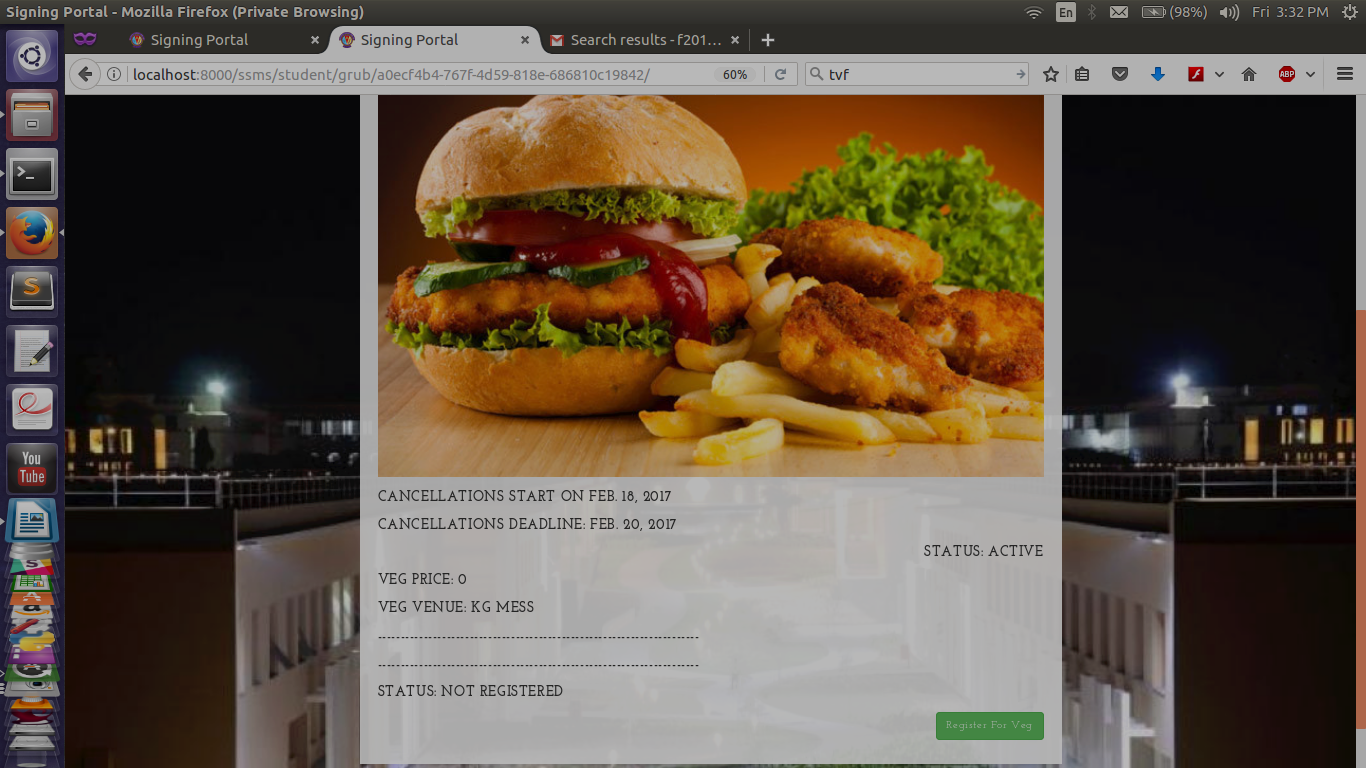 Signing Portal - Mozilla Firefox (Private Browsing)
En
(98%)
Fri 3:32 PM
Signing Portal
Signing Portal
Search results - f201…
localhost:8000/ssms/student/grub/a0ecf4b4-767f-4d59-818e-686810c19842/
60%
tvf
ABP
You
Tube
CANCELLATIONS START ON FEB. 18, 2017
CANCELLATIONS DEADLINE: FEB. 20, 2017
STATUS: ACTIVE
VEG PRICE: 0
VEG VENUE: KG MESS
STATUS: NOT REGISTERED
Register For Veg